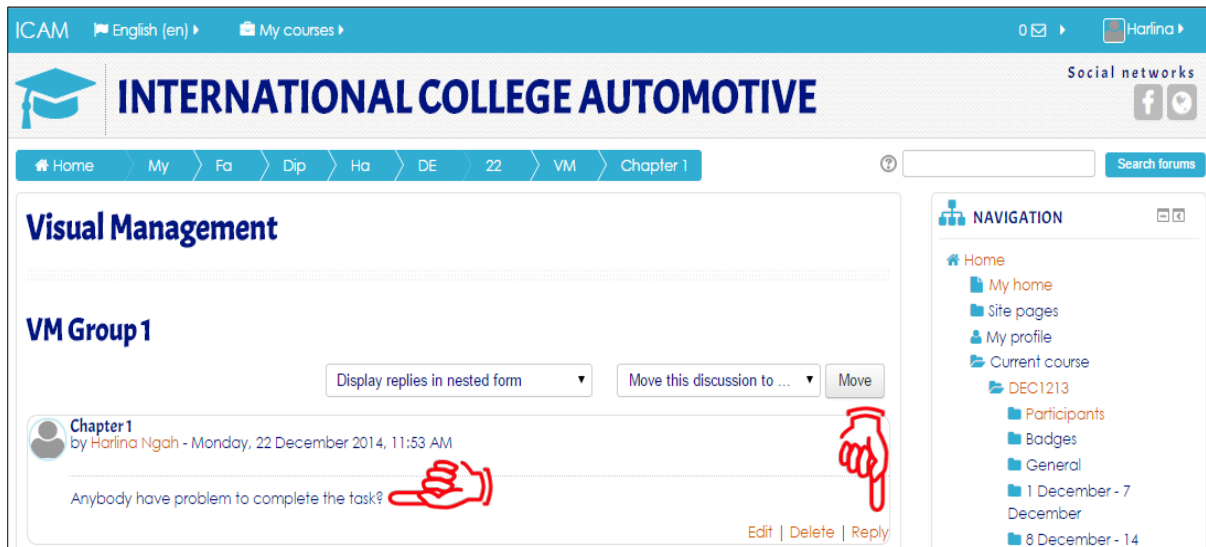 ICAM English (en) My courses 0 Harlina
INTERNATIONAL COLLEGE AUTOMOTIVE
Social networks
Home My Fa Dip Ha DE 22 VM Chapter 1 Search forums
Visual Management
VM Group 1
Display replies in nested form Move this discussion to ... Move
Chapter 1
by Harlina Ngah - Monday, 22 December 2014, 11:53 AM
Anybody have problem to complete the task?
Edit | Delete | Reply
NAVIGATION
Home
My home
Site pages
My profile
Current course
DEC1213
Participants
Badges
General
1 December - 7
December
8 December - 14